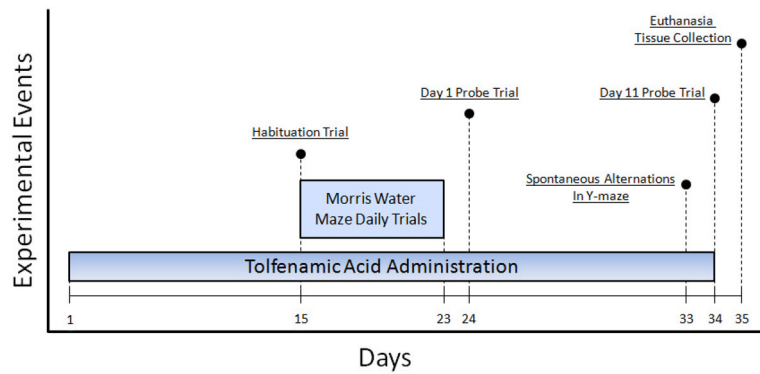 Euthanasia
Tissue Collection
Day 1 Probe Trial
Day 11 Probe Trial
Habituation Trial
Spontaneous Alternations
In Y-maze
Morris Water
Maze Daily Trials
Tolfenamic Acid Administration
Experimental Events
1 15 23 24 33 34 35
Days